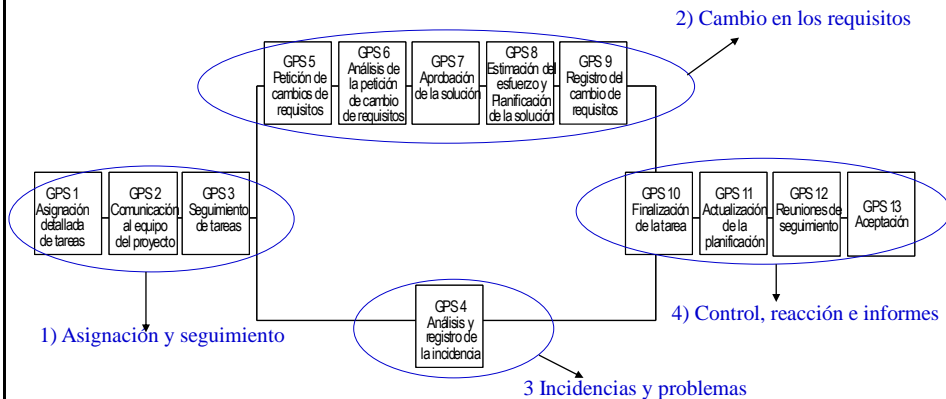 2) Cambio en los requisitos
GPS 5
Petición de
cambios de
requisitos
GPS 6
Análisis de
la petición
de cambio
de requisitos
GPS 7
Aprobación
de la solución
GPS 8
Estimación del
esfuerzo y
Planificación
de la solución
GPS 9
Registro del
cambio de
requisitos
GPS 1
Asignación
detallada
de tareas
GPS 2
Comunicación
al equipo
del proyecto
GPS 3
Seguimiento
de tareas
GPS 10
Finalización
de la tarea
GPS 11
Actualización
de la
planificación
GPS 12
Reuniones de
seguimiento
GPS 13
Aceptación
1) Asignación y seguimiento
GPS 4
Análisis y
registro de
la incidencia
4) Control, reacción e informes
3 Incidencias y problemas